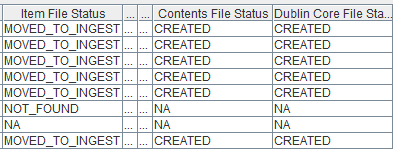 Item File Status ... ... Contents File Status Dublin Core File Sta...
MOVED_TO_INGEST ... ... CREATED CREATED
MOVED_TO_INGEST ... ... CREATED CREATED
MOVED_TO_INGEST ... ... CREATED CREATED
MOVED_TO_INGEST ... ... CREATED CREATED
MOVED_TO_INGEST ... ... CREATED CREATED
NOT_FOUND ... ... NA NA
NA ... ... NA NA
MOVED_TO_INGEST ... ... CREATED CREATED